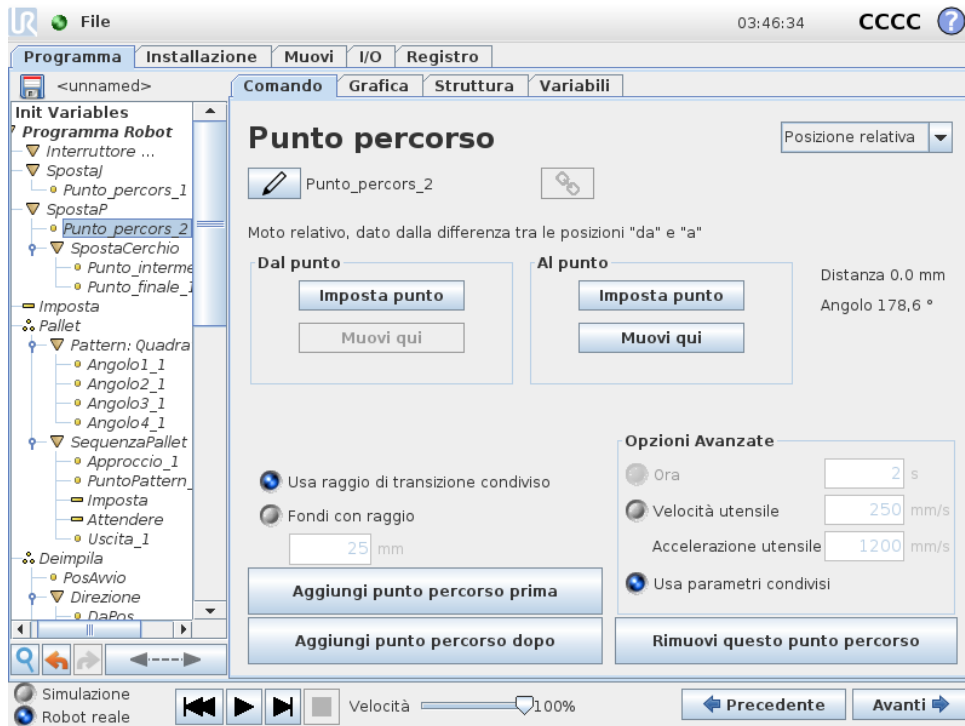 UR File 03:46:34 CCCC ?
Programma Installazione Muovi I/O Registro
<unnamed>
Comando Grafica Struttura Variabili
Init Variables
Programma Robot
Interruttore ...
SpostaJ
Punto_percors_1
SpostaP
Punto_percors_2
SpostaCerchio
Punto_interme
Punto_finale_1
Imposta
Pallet
Pattern: Quadra
Angolo1_1
Angolo2_1
Angolo3_1
Angolo4_1
SequenzaPallet
Approccio_1
PuntoPattern_
Imposta
Attendere
Uscita_1
Deimpila
PosAvvio
Direzione
DaPos
Punto percorso
Posizione relativa
Punto_percors_2
Moto relativo, dato dalla differenza tra le posizioni "da" e "a"
Dal punto
Imposta punto
Muovi qui
Al punto
Imposta punto
Muovi qui
Distanza 0.0 mm
Angolo 178,6 °
Usa raggio di transizione condiviso
Fondi con raggio
25 mm
Opzioni Avanzate
Ora 2 s
Velocità utensile 250 mm/s
Accelerazione utensile 1200 mm/s
Usa parametri condivisi
Aggiungi punto percorso prima
Aggiungi punto percorso dopo
Rimuovi questo punto percorso
Simulazione
Robot reale
Velocità 100%
Precedente Avanti